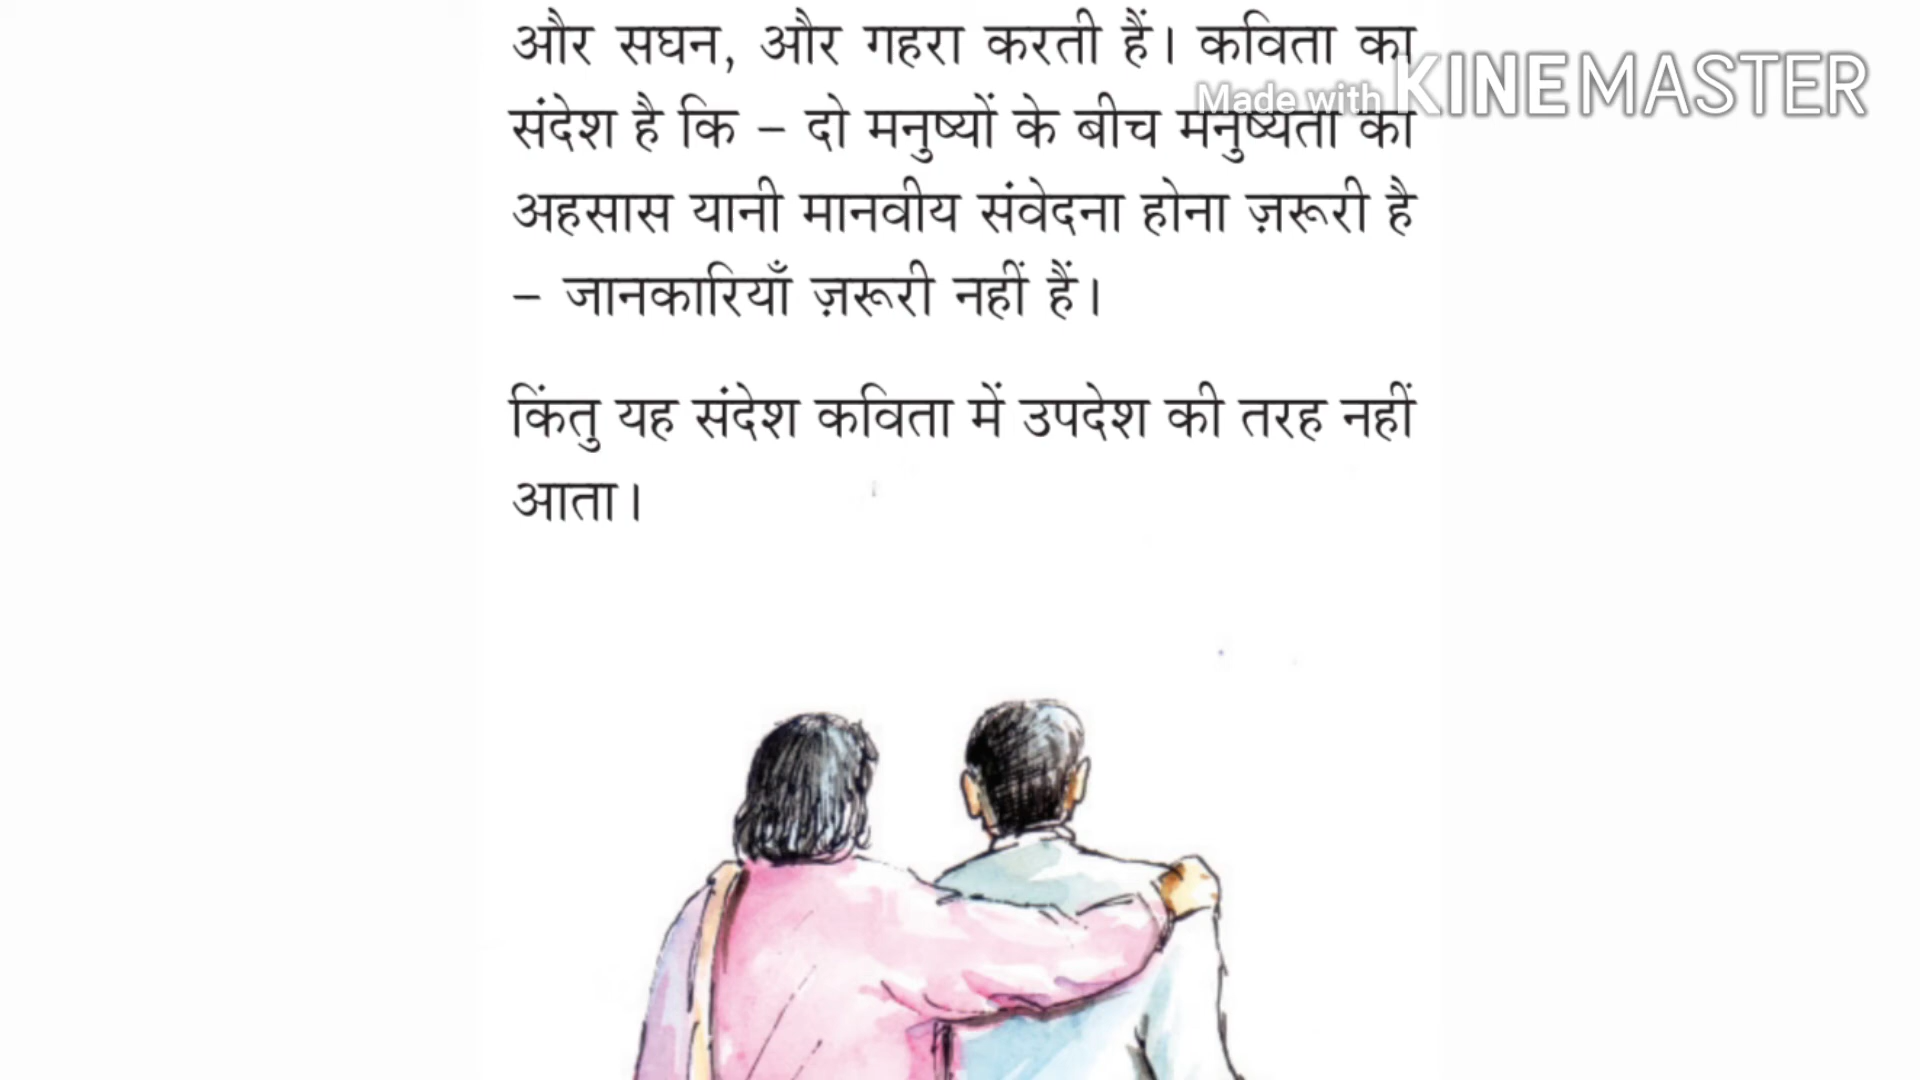 और सघन, और गहरा करती हैं। कविता का
Made with KINEMASTER
संदेश है कि – दो मनुष्यों के बीच मनुष्यता का
अहसास यानी मानवीय संवेदना होना ज़रूरी है
– जानकारियाँ ज़रूरी नहीं हैं।
किंतु यह संदेश कविता में उपदेश की तरह नहीं
आता।